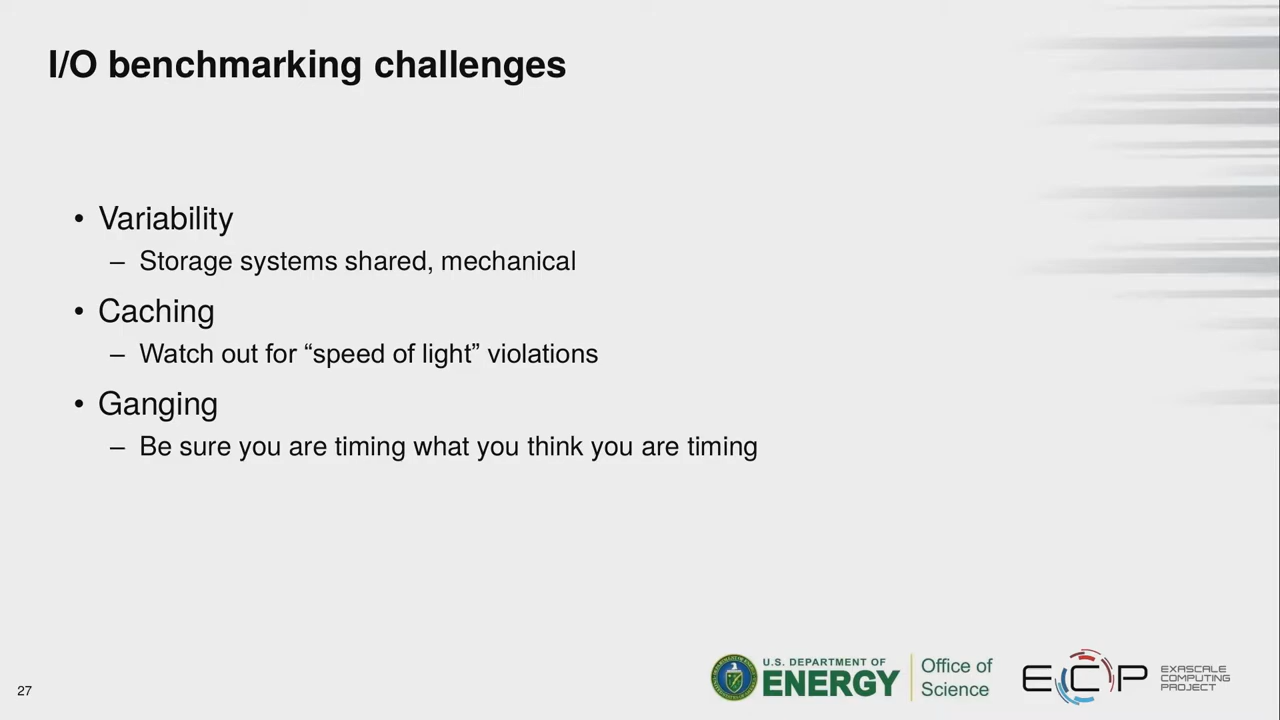 I/O benchmarking challenges
• Variability
– Storage systems shared, mechanical
• Caching
– Watch out for “speed of light” violations
• Ganging
– Be sure you are timing what you think you are timing
27
U.S. DEPARTMENT OF
ENERGY
Office of
Science
ECP
EXASCALE
COMPUTING
PROJECT